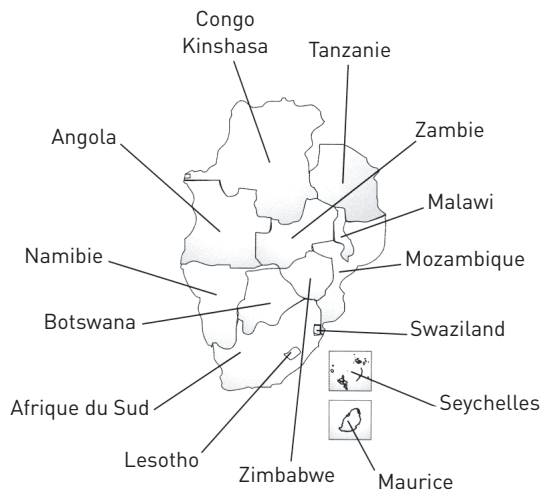 Congo
Kinshasa
Tanzanie
Angola
Zambie
Malawi
Namibie
Mozambique
Botswana
Swaziland
Afrique du Sud
Seychelles
Lesotho
Zimbabwe
Maurice